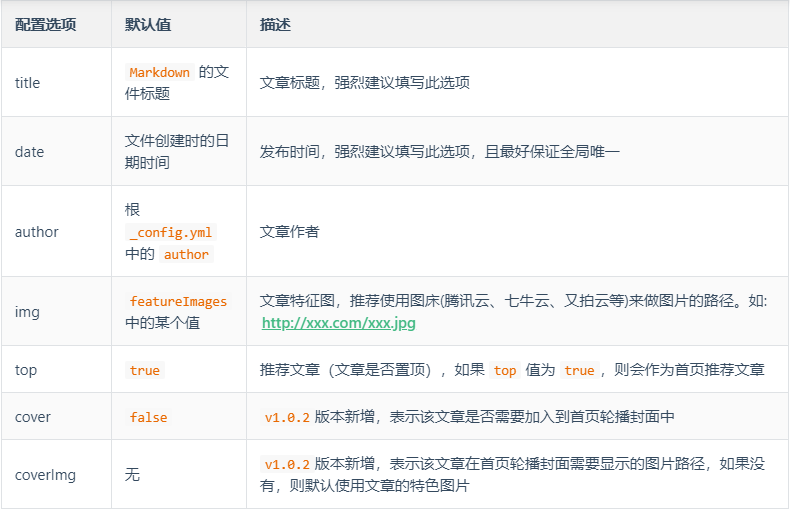 配置选项 默认值 描述
title Markdown 的文件标题 文章标题，强烈建议填写此选项
date 文件创建时的日期时间 发布时间，强烈建议填写此选项，且最好保证全局唯一
author 根 _config.yml 中的 author 文章作者
img featureImages 中的某个值 文章特征图，推荐使用图床(腾讯云、七牛云、又拍云等)来做图片的路径。如: http://xxx.com/xxx.jpg
top true 推荐文章（文章是否置顶），如果 top 值为 true，则会作为首页推荐文章
cover false v1.0.2版本新增，表示该文章是否需要加入到首页轮播封面中
coverImg 无 v1.0.2版本新增，表示该文章在首页轮播封面需要显示的图片路径，如果没有，则默认使用文章的特色图片